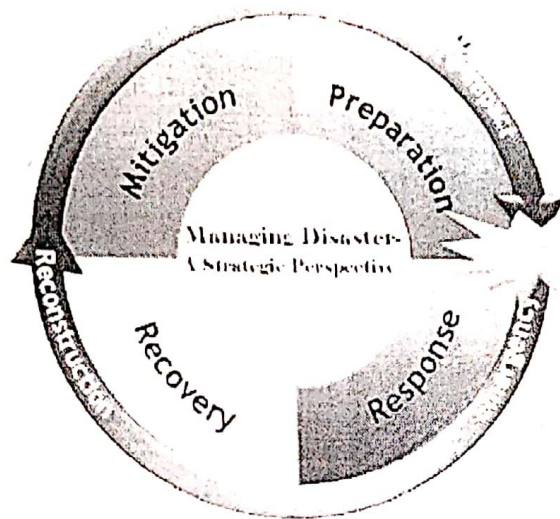 Mitigation
Preparation
Managing Disaster-
A Strategic Perspective
Reconstruction
Recovery
Response